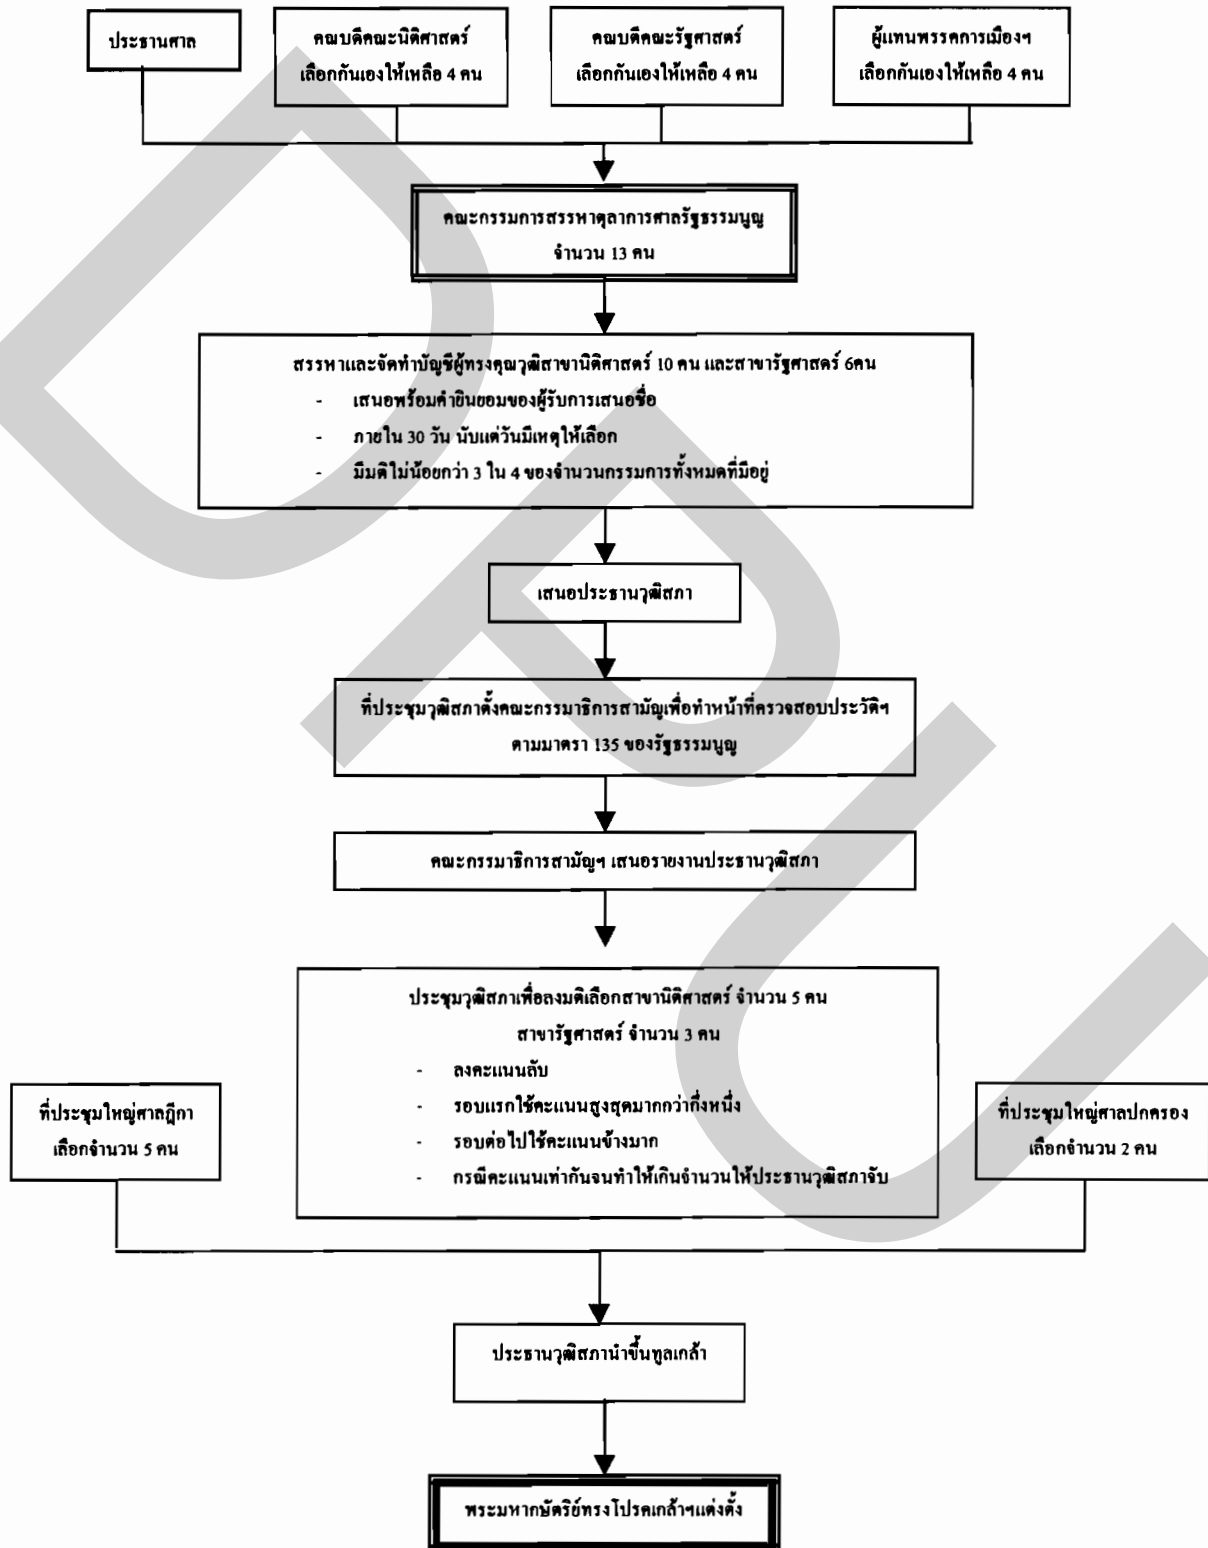 ประธานศาล
คณบดีคณะนิติศาสตร์
เลือกกันเองให้เหลือ 4 คน
คณบดีคณะรัฐศาสตร์
เลือกกันเองให้เหลือ 4 คน
ผู้แทนพรรคการเมืองฯ
เลือกกันเองให้เหลือ 4 คน
คณะกรรมการสรรหาตุลาการศาลรัฐธรรมนูญ
จำนวน 13 คน
สรรหาและจัดทำบัญชีผู้ทรงคุณวุฒิสาขานิติศาสตร์ 10 คน และสาขารัฐศาสตร์ 6คน
- เสนอพร้อมคำยินยอมของผู้รับการเสนอชื่อ
- ภายใน 30 วัน นับแต่วันมีเหตุให้เลือก
- มีมติไม่น้อยกว่า 3 ใน 4 ของจำนวนกรรมการทั้งหมดที่มีอยู่
เสนอประธานวุฒิสภา
ที่ประชุมวุฒิสภาตั้งคณะกรรมาธิการสามัญเพื่อทำหน้าที่ตรวจสอบประวัติฯ
ตามมาตรา 135 ของรัฐธรรมนูญ
คณะกรรมาธิการสามัญฯ เสนอรายงานประธานวุฒิสภา
ประชุมวุฒิสภาเพื่อลงมติเลือกสาขานิติศาสตร์ จำนวน 5 คน
สาขารัฐศาสตร์ จำนวน 3 คน
- ลงคะแนนลับ
- รอบแรกใช้คะแนนสูงสุดมากกว่ากึ่งหนึ่ง
- รอบต่อไปใช้คะแนนข้างมาก
- กรณีคะแนนเท่ากันจนทำให้เกินจำนวนให้ประธานวุฒิสภาจับ
ที่ประชุมใหญ่ศาลฎีกา
เลือกจำนวน 5 คน
ที่ประชุมใหญ่ศาลปกครอง
เลือกจำนวน 2 คน
ประธานวุฒิสภานำขึ้นทูลเกล้า
พระมหากษัตริย์ทรงโปรดเกล้าฯแต่งตั้ง
DPU